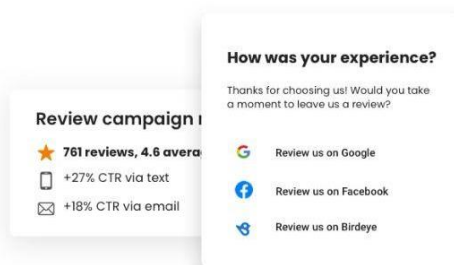 How was your experience?
Thanks for choosing us! Would you take
a moment to leave us a review?
Review us on Google
Review us on Facebook
Review us on Birdeye
Review campaign
761 reviews, 4.6
+27% CTR via text
+18% CTR via email